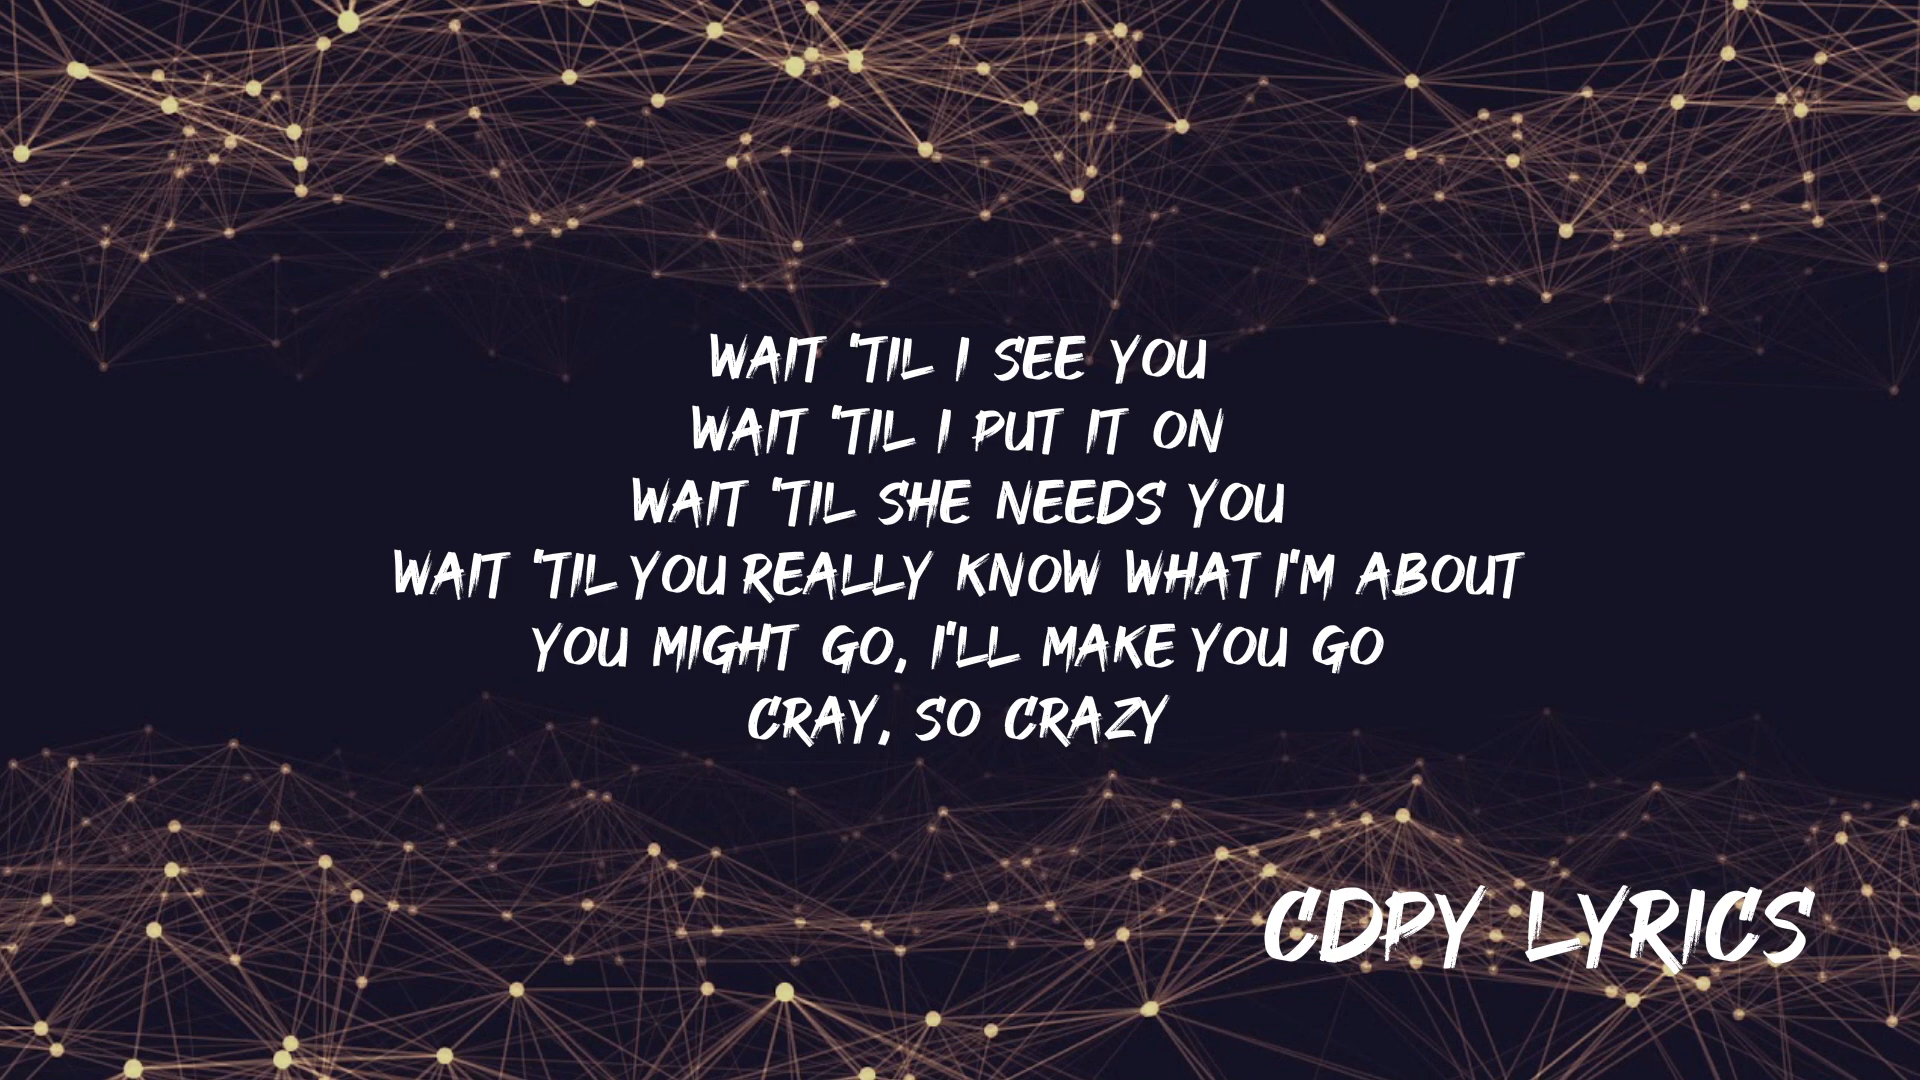 WAIT 'TIL I SEE YOU
WAIT 'TIL I PUT IT ON
WAIT 'TIL SHE NEEDS YOU
WAIT 'TIL YOU REALLY KNOW WHAT I'M ABOUT
YOU MIGHT GO, I'LL MAKE YOU GO
CRAY, SO CRAZY
CDPY LYRICS